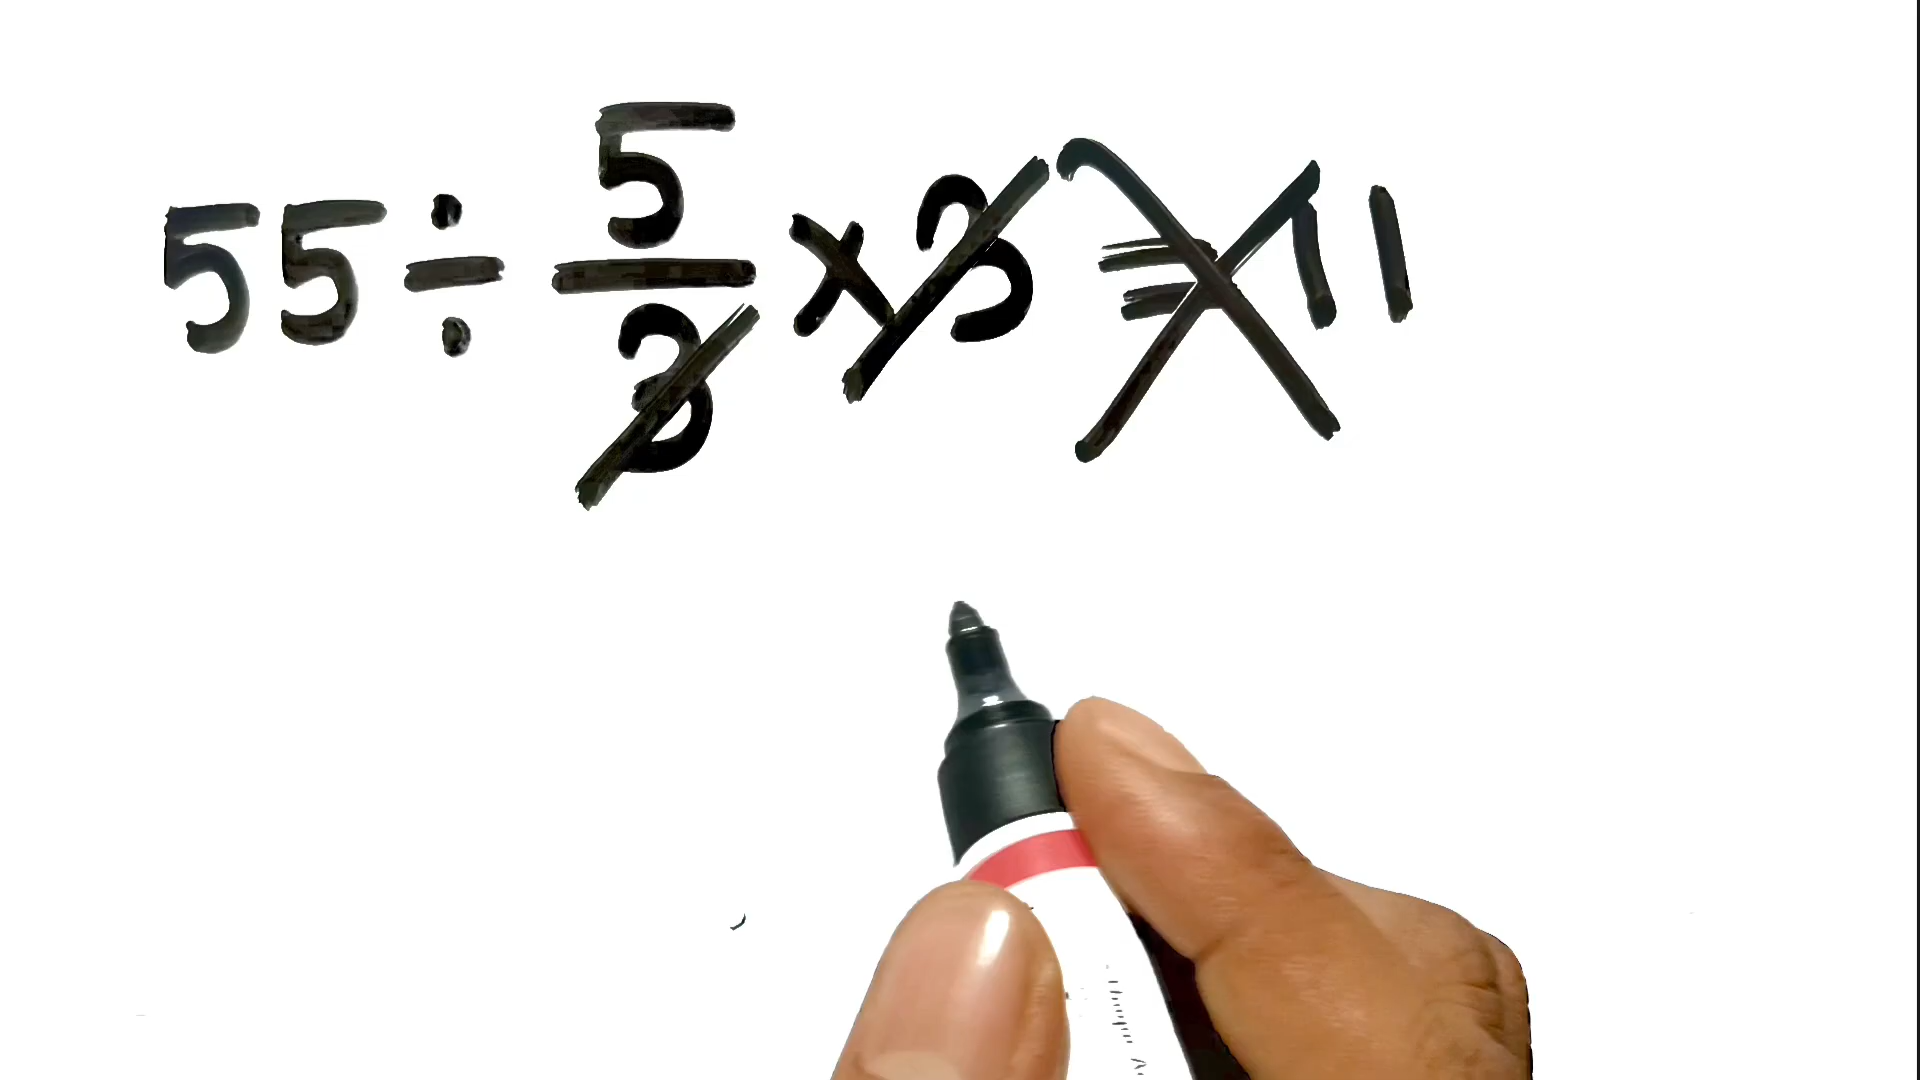 55 ÷ 5/3 × 3 = 11